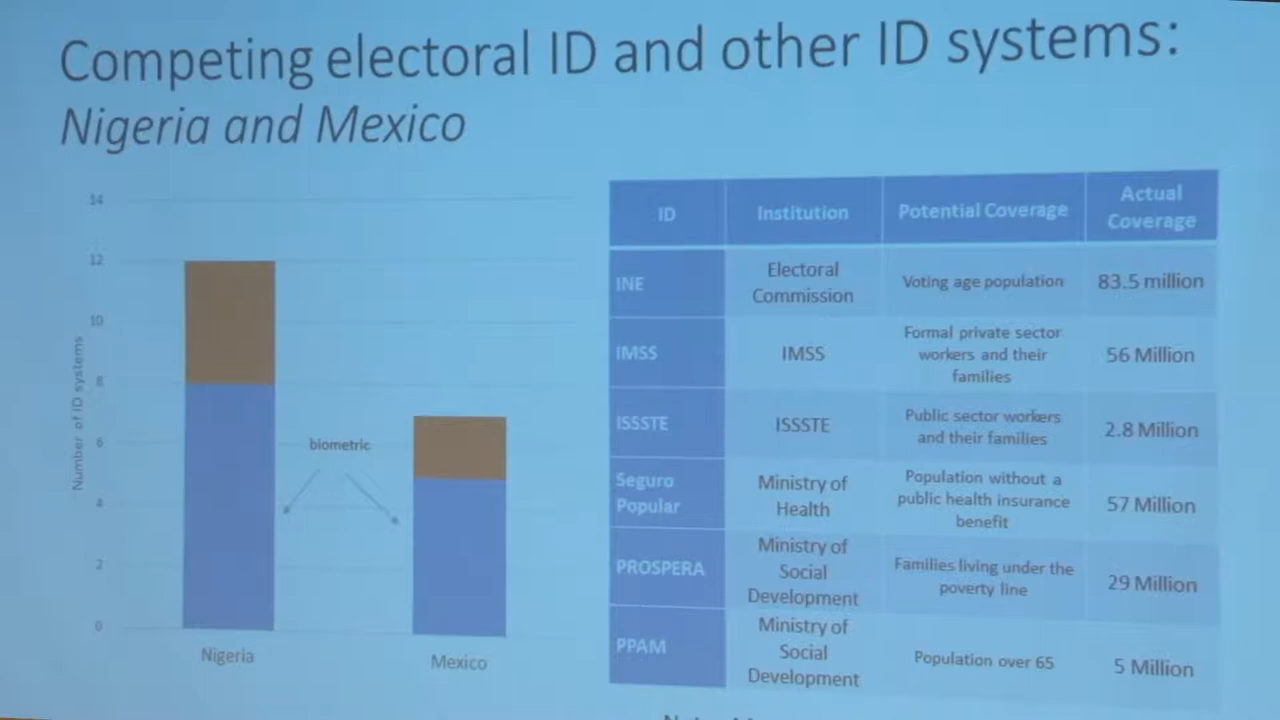 Competing electoral ID and other ID systems:
Nigeria and Mexico
14
12
10
8
6
4
2
0
Number of ID systems
biometric
Nigeria
Mexico
ID
Institution
Potential Coverage
Actual
Coverage
INE
Electoral
Commission
Voting age population
83.5 million
IMSS
IMSS
Formal private sector
workers and their
families
56 Million
ISSSTE
ISSSTE
Public sector workers
and their families
2.8 Million
Seguro
Popular
Ministry of
Health
Population without a
public health insurance
benefit
57 Million
PROSPERA
Ministry of
Social
Development
Families living under the
poverty line
29 Million
PPAM
Ministry of
Social
Development
Population over 65
5 Million